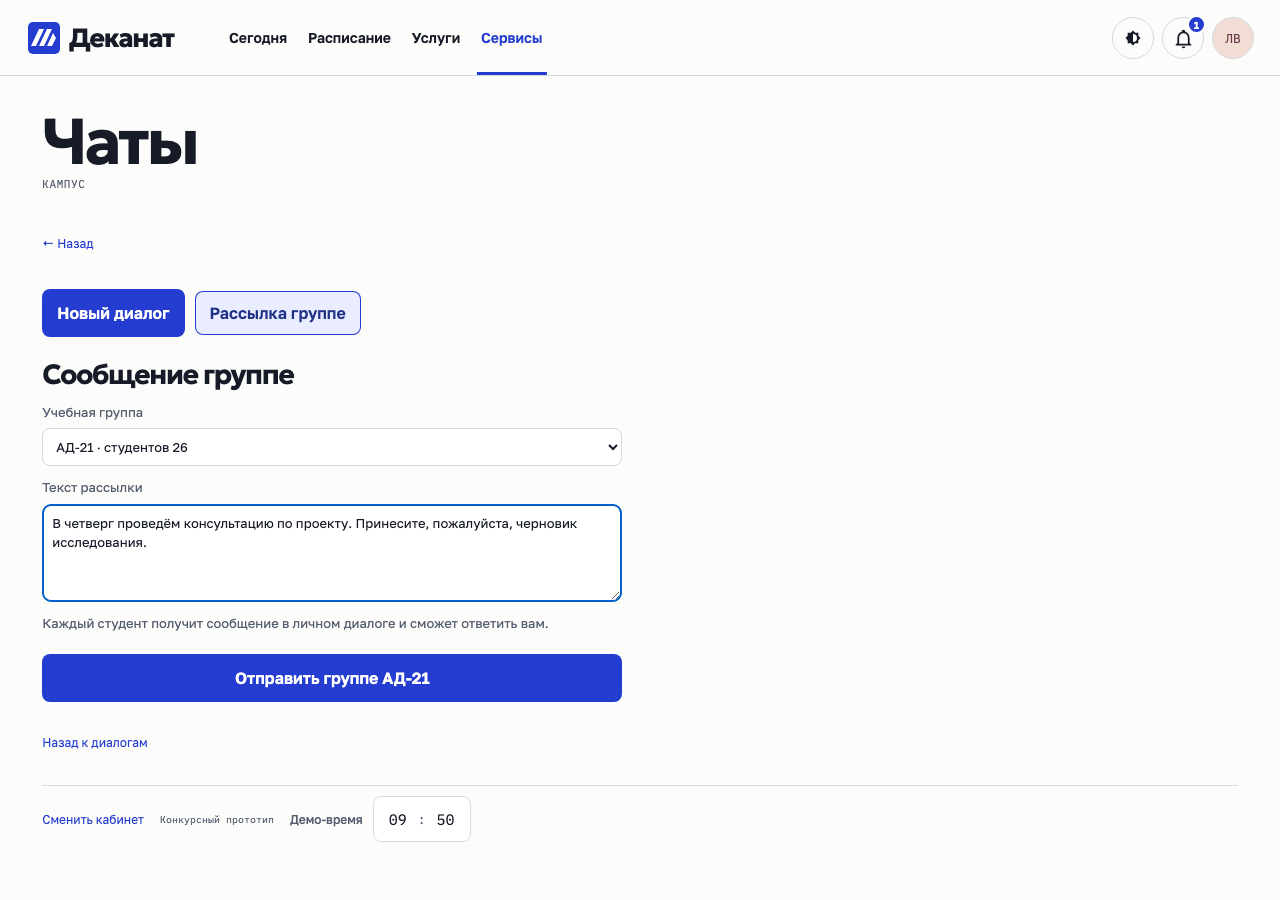 Деканат
Сегодня Расписание Услуги Сервисы
1
ЛВ
Чаты
КАМПУС
← Назад
Новый диалог Рассылка группе
Сообщение группе
Учебная группа
АД-21 · студентов 26
Текст рассылки
В четверг проведём консультацию по проекту. Принесите, пожалуйста, черновик
исследования.
Каждый студент получит сообщение в личном диалоге и сможет ответить вам.
Отправить группе АД-21
Назад к диалогам
Сменить кабинет Конкурсный прототип Демо-время 09 : 50